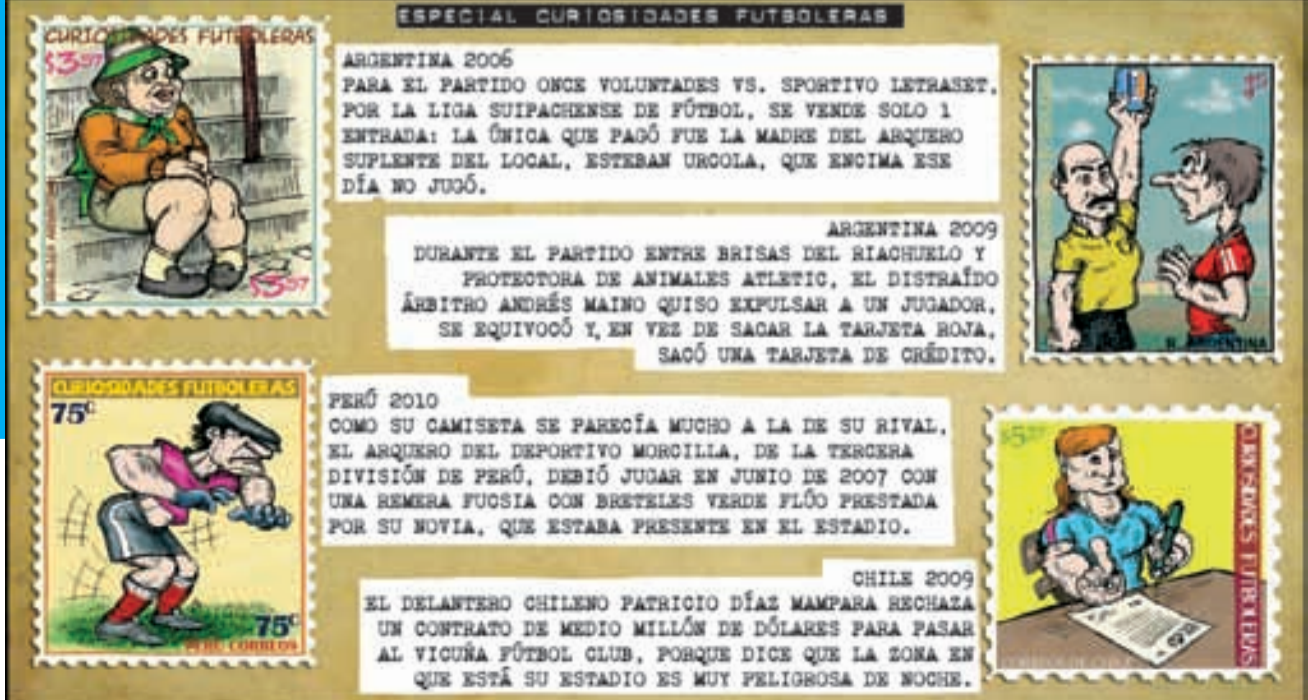 ESPECIAL CURIOSIDADES FUTBOLERAS
CURIOSIDADES FUTBOLERAS
$3.57
$3.57
ARGENTINA 2006
PARA EL PARTIDO ONCE VOLUNTADES VS. SPORTIVO LETRASET,
POR LA LIGA SUIPACHENSE DE FÚTBOL, SE VENDE SOLO 1
ENTRADA: LA ÚNICA QUE PAGÓ FUE LA MADRE DEL ARQUERO
SUPLENTE DEL LOCAL, ESTEBAN URCOLA, QUE ENCIMA ESE
DÍA NO JUGÓ.
ARGENTINA 2009
DURANTE EL PARTIDO ENTRE BRISAS DEL RIACHUELO Y
PROTECTORA DE ANIMALES ATLETIC, EL DISTRAÍDO
ÁRBITRO ANDRÉS MAINO QUISO EXPULSAR A UN JUGADOR,
SE EQUIVOCÓ Y, EN VEZ DE SACAR LA TARJETA ROJA,
SACÓ UNA TARJETA DE CRÉDITO.
R. ARGENTINA
CURIOSIDADES FUTBOLERAS
75c
75c
PERÚ CORREOS
PERÚ 2010
COMO SU CAMISETA SE PARECÍA MUCHO A LA DE SU RIVAL,
EL ARQUERO DEL DEPORTIVO MORCILLA, DE LA TERCERA
DIVISIÓN DE PERÚ, DEBIÓ JUGAR EN JUNIO DE 2007 CON
UNA REMERA FUCSIA CON BRETELES VERDE FLÚO PRESTADA
POR SU NOVIA, QUE ESTABA PRESENTE EN EL ESTADIO.
CHILE 2009
EL DELANTERO CHILENO PATRICIO DÍAZ MAMPARA RECHAZA
UN CONTRATO DE MEDIO MILLÓN DE DÓLARES PARA PASAR
AL VICUÑA FÚTBOL CLUB, PORQUE DICE QUE LA ZONA EN
QUE ESTÁ SU ESTADIO ES MUY PELIGROSA DE NOCHE.
CURIOSIDADES FUTBOLERAS